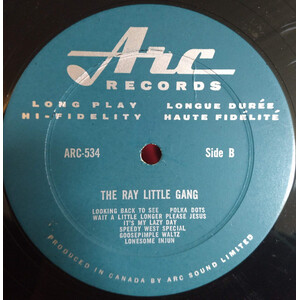 Arc
RECORDS
LONG PLAY
HI-FIDELITY
LONGUE DURÉE,
HAUTE FIDÉLITÉ
ARC-534
Side B
THE RAY LITTLE GANG
LOOKING BACK TO SEE POLKA DOTS
WAIT A LITTLE LONGER PLEASE JESUS
IT'S MY LAZY DAY
SPEEDY WEST SPECIAL
GOOSEPIMPLE WALTZ
LONESOME INJUN
PRODUCED IN CANADA BY ARC SOUND LIMITED